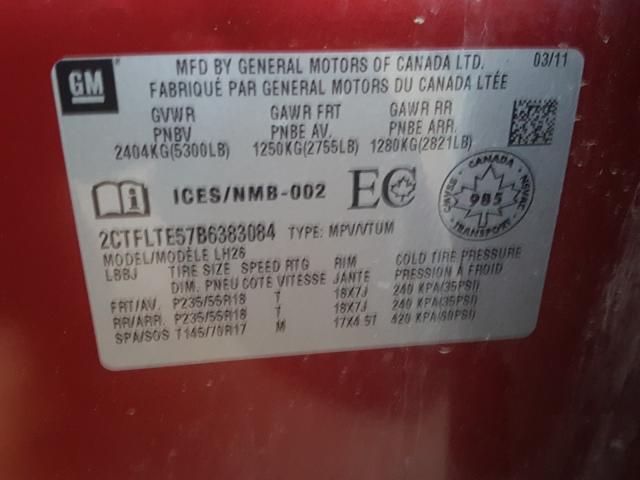 GM
MFD BY GENERAL MOTORS OF CANADA LTD. 03/11
FABRIQUÉ PAR GENERAL MOTORS DU CANADA LTÉE
GVWR GAWR FRT GAWR RR
PNBV PNBE AV. PNBE ARR.
2404KG(5300LB) 1250KG(2755LB) 1280KG(2821LB)
ICES/NMB-002 EC
CANADA
CMVSS - NSVAC
985
TRANSPORT
2CTFLTE57B6383084 TYPE: MPV/VTUM
MODEL/MODÈLE LH26
LBBJ TIRE SIZE SPEED RTG RIM COLD TIRE PRESSURE
DIM. PNEU COTE VITESSE JANTE PRESSION A FROID
FRT/AV. P235/55R18 T 18X7J 240 KPA(35PSI)
RR/ARR. P235/55R18 T 18X7J 240 KPA(35PSI)
SPA/SOS T145/70R17 M 17X4.5T 420 KPA(60PSI)